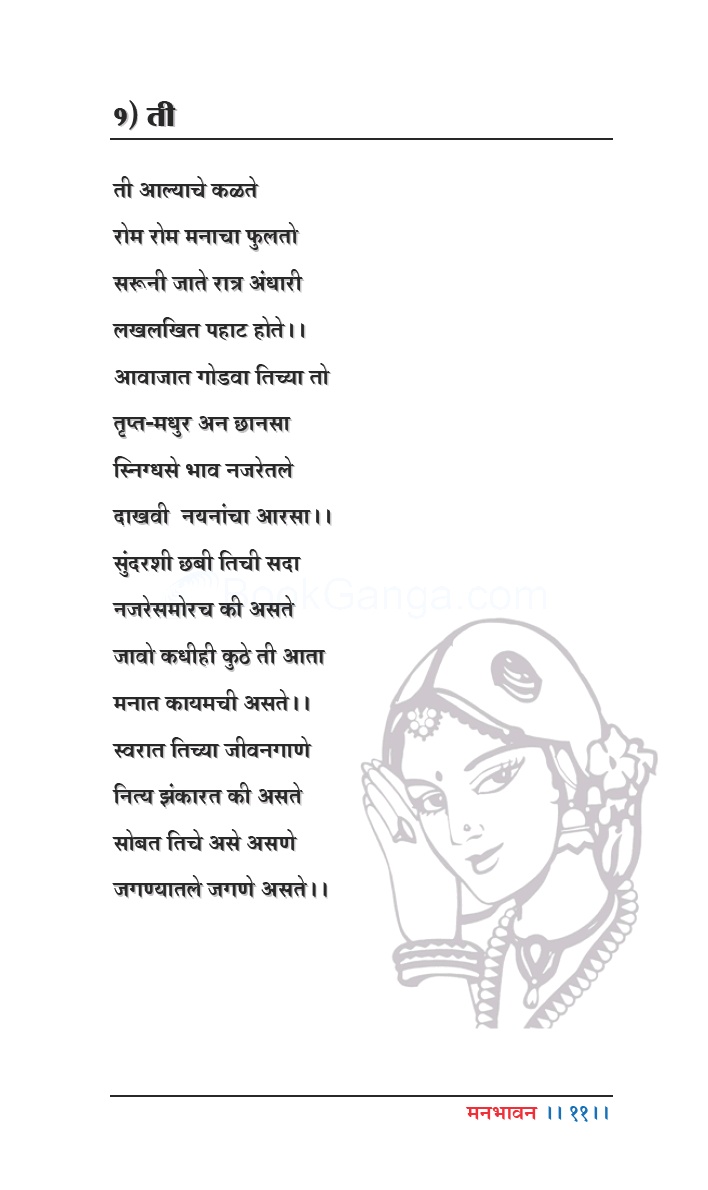 १) ती
ती आल्याचे कळते
रोम रोम मनाचा फुलतो
सरूनी जाते रात्र अंधारी
लखलखित पहाट होते।।
आवाजात गोडवा तिच्या तो
तृप्त-मधुर अन छानसा
स्निग्धसे भाव नजरेतले
दाखवी नयनांचा आरसा।।
सुंदरशी छबी तिची सदा
BookGanga.com
नजरेसमोरच की असते
जावो कधीही कुठे ती आता
मनात कायमची असते।।
स्वरात तिच्या जीवनगाणे
नित्य झंकारत की असते
सोबत तिचे असे असणे
जगण्यातले जगणे असते।।
मनभावन ।। ११।।